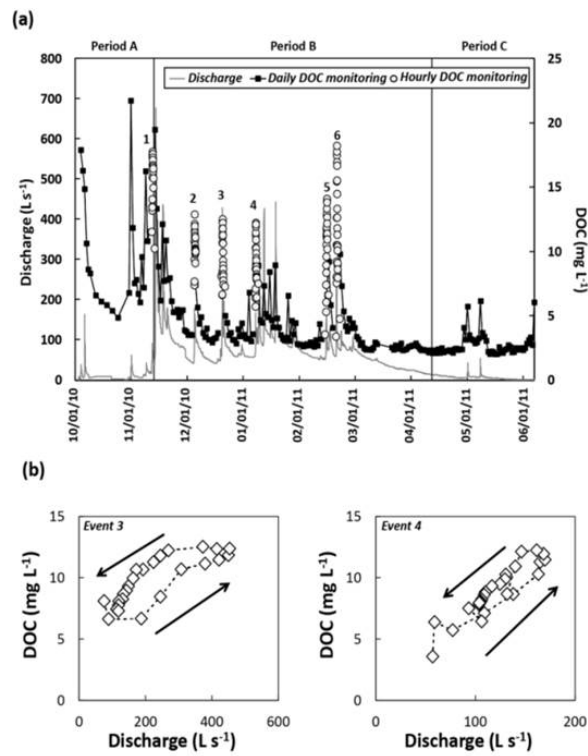 (a)
Period A Period B Period C
Discharge Daily DOC monitoring Hourly DOC monitoring
800 25
700
600 20
500 15
400
300 10
200 5
100
0 0
Discharge (L s⁻¹)
DOC (mg L⁻¹)
1 2 3 4 5 6
10/01/10 11/01/10 12/01/10 01/01/11 02/01/11 03/01/11 04/01/11 05/01/11 06/01/11
(b)
Event 3
15
10
5
0
DOC (mg L⁻¹)
0 200 400 600
Discharge (L s⁻¹)
Event 4
15
10
5
0
DOC (mg L⁻¹)
0 100 200
Discharge (L s⁻¹)